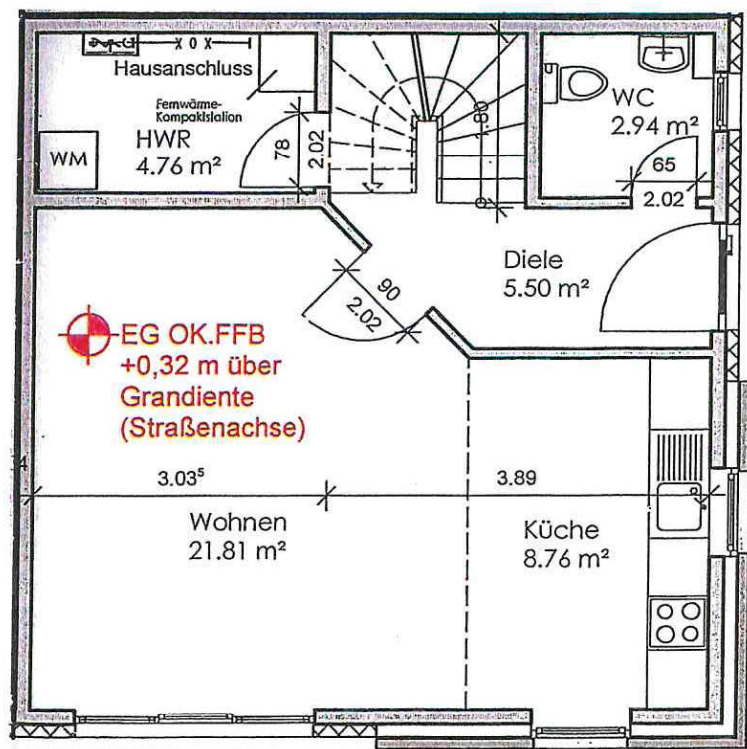 Hausanschluss
Fernwärme-
Kompaktstation
HWR
4.76 m²
WM
78
2.02
1.80
WC
2.94 m²
65
2.02
Diele
5.50 m²
90
2.02
EG OK.FFB
+0,32 m über
Grandiente
(Straßenachse)
3.03⁵
3.89
Wohnen
21.81 m²
Küche
8.76 m²